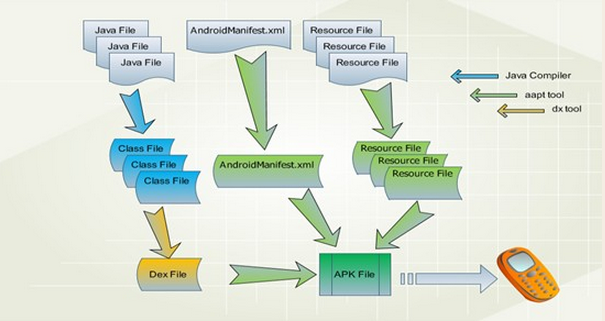 Java File
Java File
Java File
AndroidManifest.xml
Resource File
Resource File
Resource File
Java Compiler
aapt tool
dx tool
Class File
Class File
Class File
AndroidManifest.xml
Resource File
Resource File
Resource File
Dex File
APK File